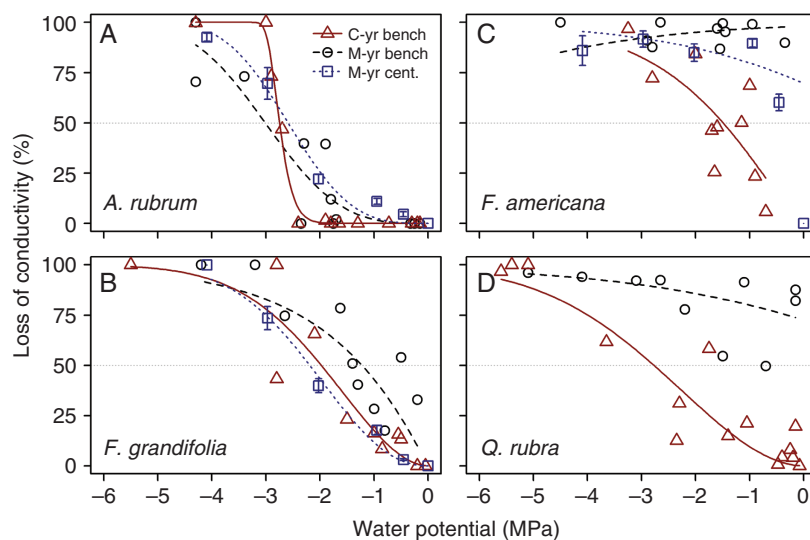 A
C-yr bench
M-yr bench
M-yr cent.
A. rubrum
C
F. americana
B
F. grandifolia
D
Q. rubra
100
75
50
25
0
100
75
50
25
0
Loss of conductivity (%)
–6 –5 –4 –3 –2 –1 0 –6 –5 –4 –3 –2 –1 0
Water potential (MPa)